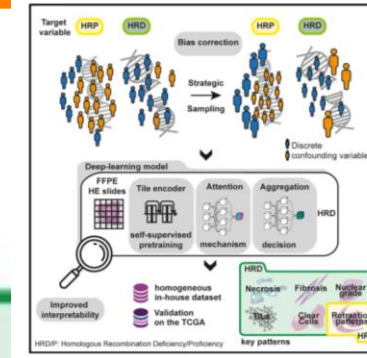 Target
variable
HRP
HRD
HRP
HRD
Bias correction
Strategic
Sampling
Discrete
confounding variable
Deep-learning model
FFPE
HE slides
Tile encoder
Attention
Aggregation
HRD
self-supervised
pretraining
mechanism
decision
Improved
interpretability
homogeneous
in-house dataset
Validation
on the TCGA
HRD
Necrosis
Fibrosis
Nuclear
grade
TILs
Clear
Cells
Retraction
patterns
key patterns
HRD/P: Homologous Recombination Deficiency/Proficiency